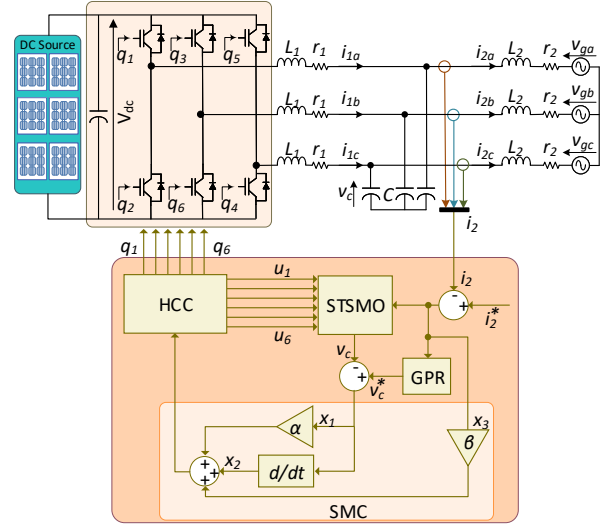 DC Source
V_dc
q_1 q_3 q_5
q_2 q_6 q_4
L_1 r_1 i_1a i_2a L_2 r_2 v_ga
L_1 r_1 i_1b i_2b L_2 r_2 v_gb
L_1 r_1 i_1c i_2c L_2 r_2 v_gc
v_c C
i_2
q_1 q_6
HCC
u_1
u_6
STSMO
i_2
- +
i_2^*
v_c
- +
v_c^*
GPR
α x_1
x_3
β
x_2
d/dt
+
+ +
SMC